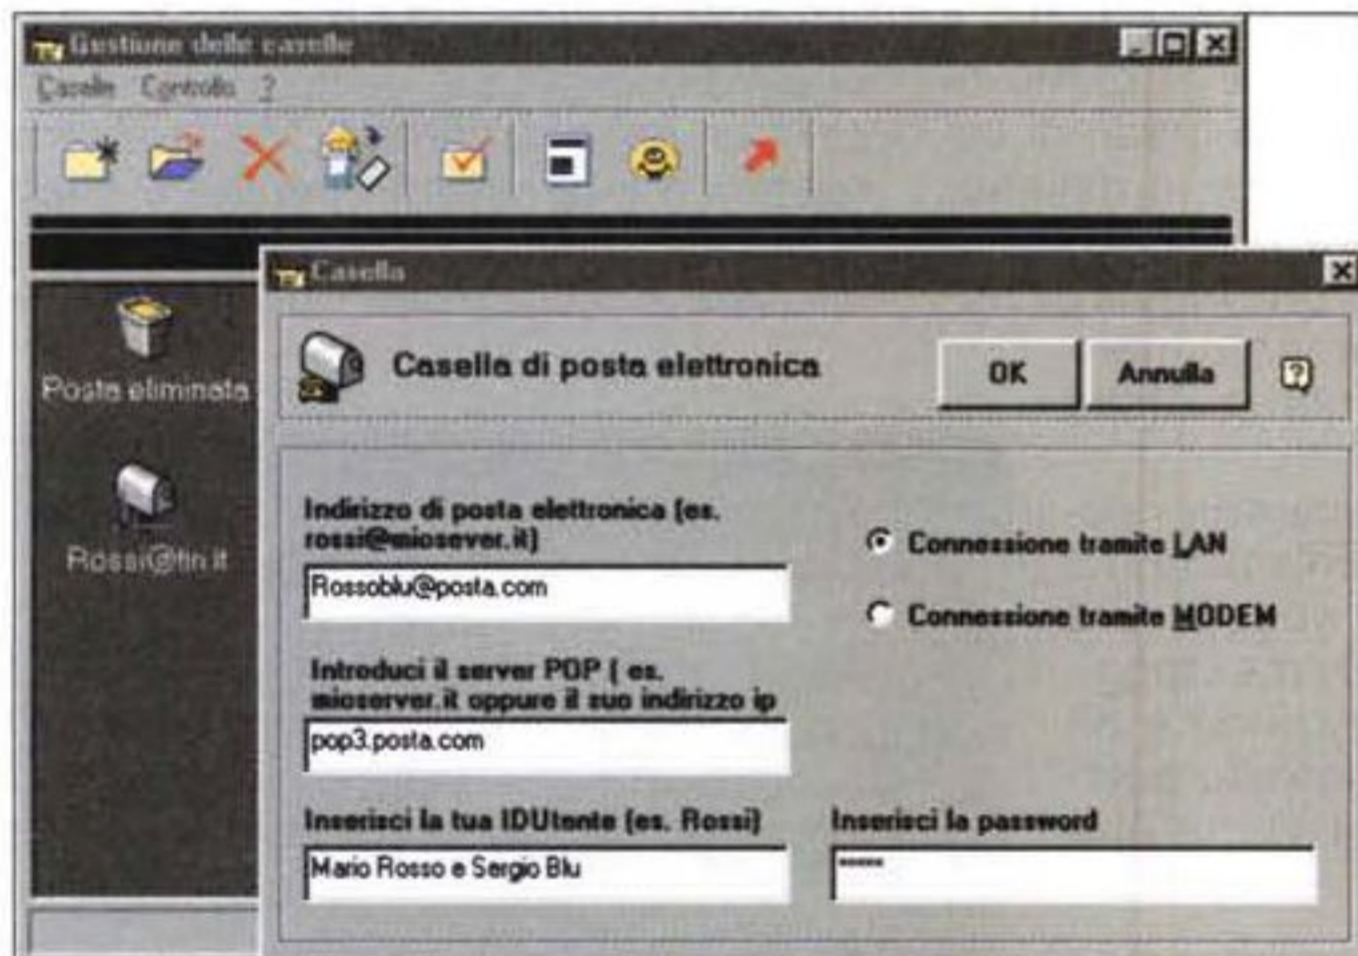 Gestione delle caselle
Caselle Controllo ?
Casella
Casella di posta elettronica
OK
Annulla
Posta eliminata
Rossi@tin.it
Indirizzo di posta elettronica (es.
rossi@miosever.it)
Rossoblu@posta.com
Connessione tramite LAN
Connessione tramite MODEM
Introduci il server POP ( es.
mioserver.it oppure il suo indirizzo ip
pop3.posta.com
Inserisci la tua IDUtente (es. Rossi)
Mario Rosso e Sergio Blu
Inserisci la password
*****